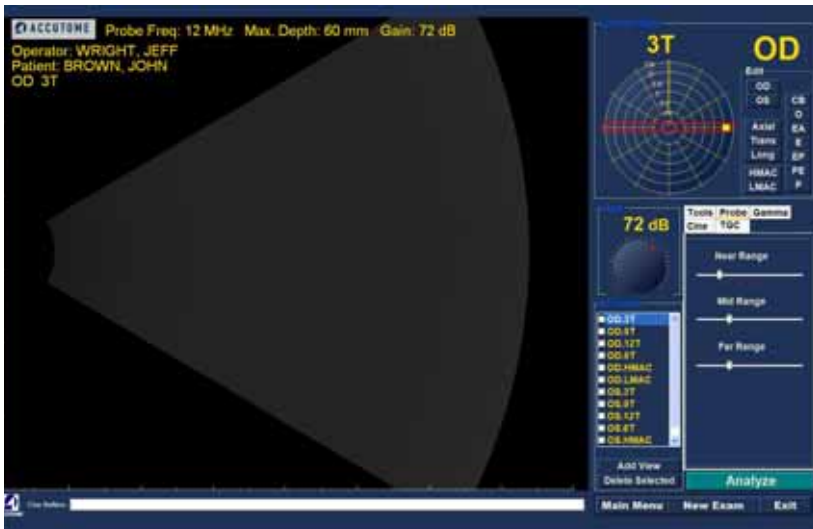 ACCUTOME Probe Freq: 12 MHz Max. Depth: 60 mm Gain: 72 dB
Operator: WRIGHT, JEFF
Patient: BROWN, JOHN
OD 3T
3T
OD
Edit
OD
OS
Axial
Trans
Long
HMAC
LMAC
CB
O
EA
E
EP
PE
P
72 dB
Tools Probe Gamma
Cine TGC
Near Range
Mid Range
Far Range
OD.3T
OD.9T
OD.12T
OD.6T
OD.HMAC
OD.LMAC
OS.3T
OS.9T
OS.12T
OS.6T
OS.HMAC
Add View
Delete Selected
Analyze
Main Menu New Exam Exit